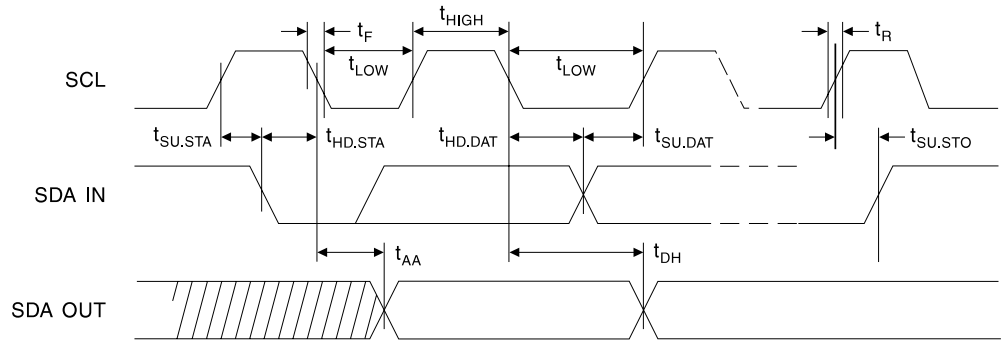 tF
tHIGH
tR
tLOW
tLOW
SCL
tSU.STA
tHD.STA
tHD.DAT
tSU.DAT
tSU.STO
SDA IN
tAA
tDH
SDA OUT